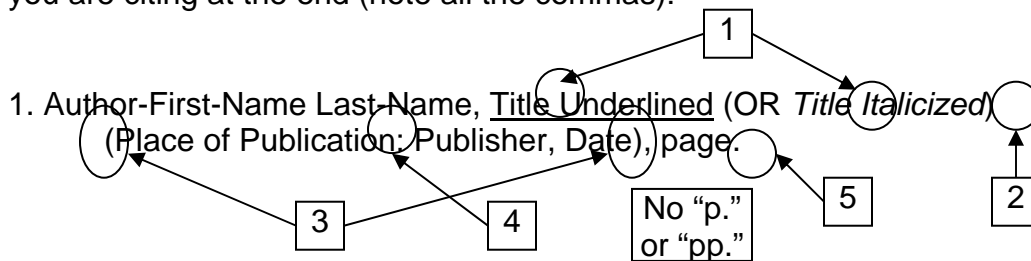 you are citing at the end (note all the commas).
1
1. Author-First-Name Last-Name, Title Underlined (OR Title Italicized)
(Place of Publication: Publisher, Date), page.
3
4
No “p.”
or “pp.”
5
2